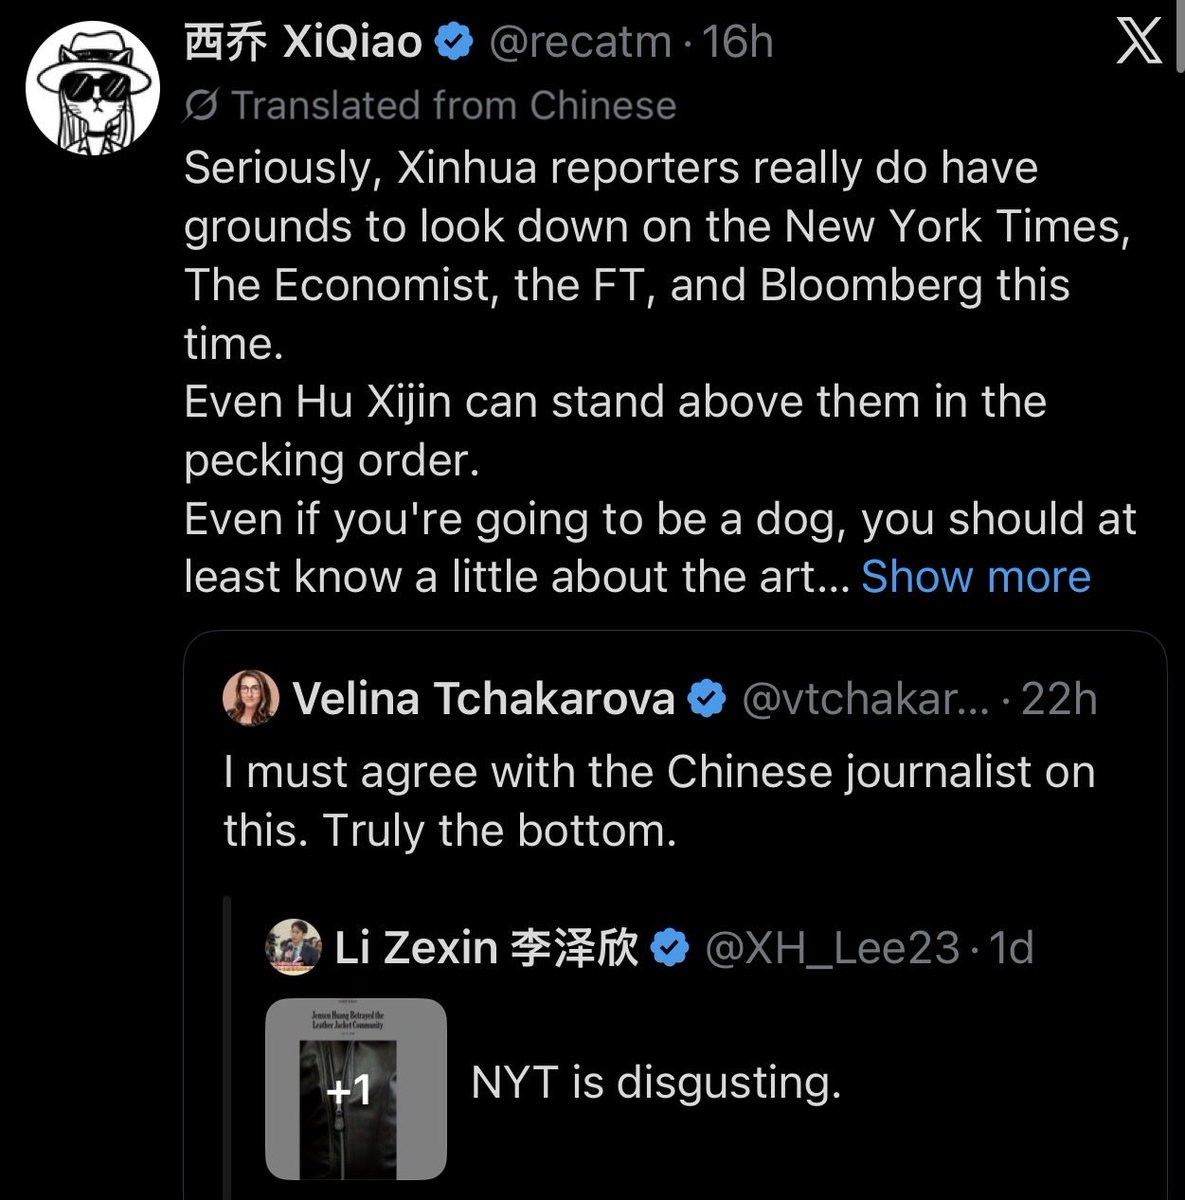 西乔 XiQiao @recatm · 16h
Translated from Chinese
Seriously, Xinhua reporters really do have
grounds to look down on the New York Times,
The Economist, the FT, and Bloomberg this
time.
Even Hu Xijin can stand above them in the
pecking order.
Even if you're going to be a dog, you should at
least know a little about the art... Show more
Velina Tchakarova @vtchakar... · 22h
I must agree with the Chinese journalist on
this. Truly the bottom.
Li Zexin 李泽欣 @XH_Lee23 · 1d
Jensen Huang Betrayed the
Leather Jacket Community
+1
NYT is disgusting.